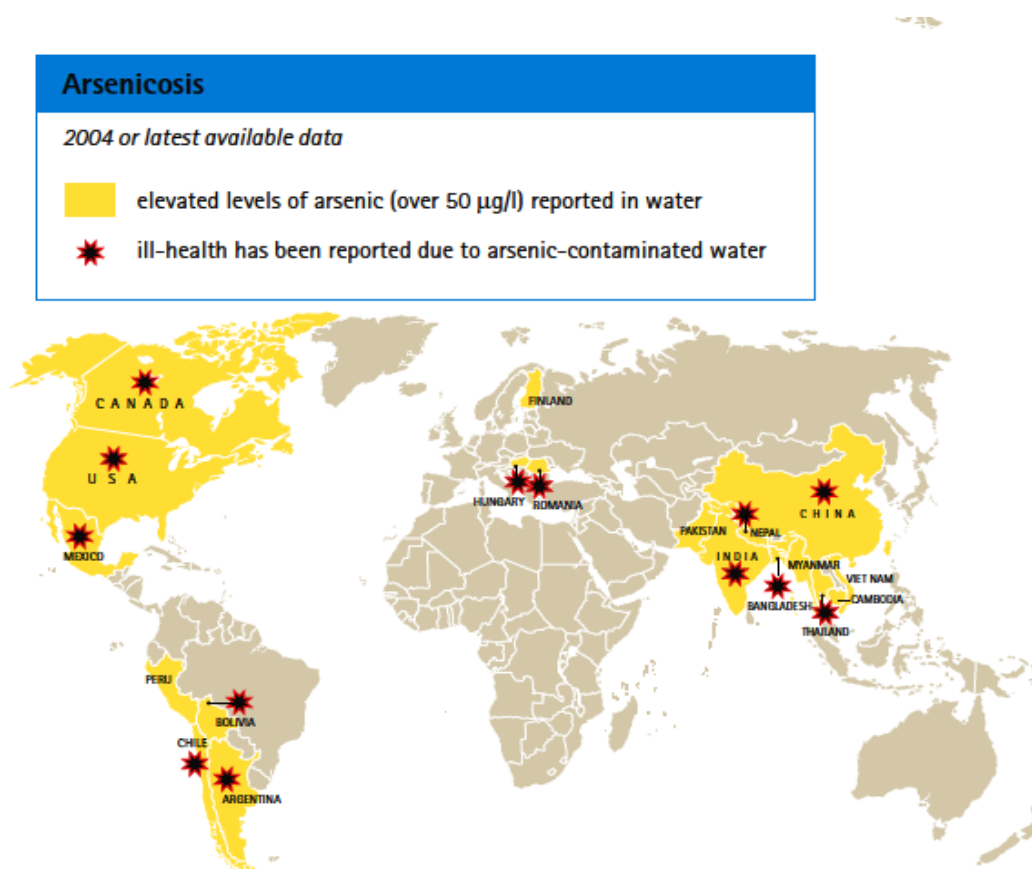 Arsenicosis
2004 or latest available data
elevated levels of arsenic (over 50 µg/l) reported in water
ill-health has been reported due to arsenic-contaminated water
CANADA
FINLAND
USA
HUNGARY
ROMANIA
CHINA
PAKISTAN
NEPAL
MEXICO
INDIA
MYANMAR
VIET NAM
BANGLADESH
CAMBODIA
THAILAND
PERU
BOLIVIA
CHILE
ARGENTINA